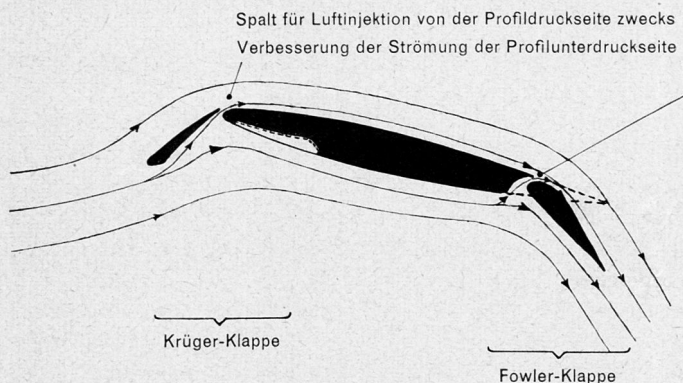 Spalt für Luftinjektion von der Profildruckseite zwecks
Verbesserung der Strömung der Profilunterdruckseite
Krüger-Klappe
Fowler-Klappe